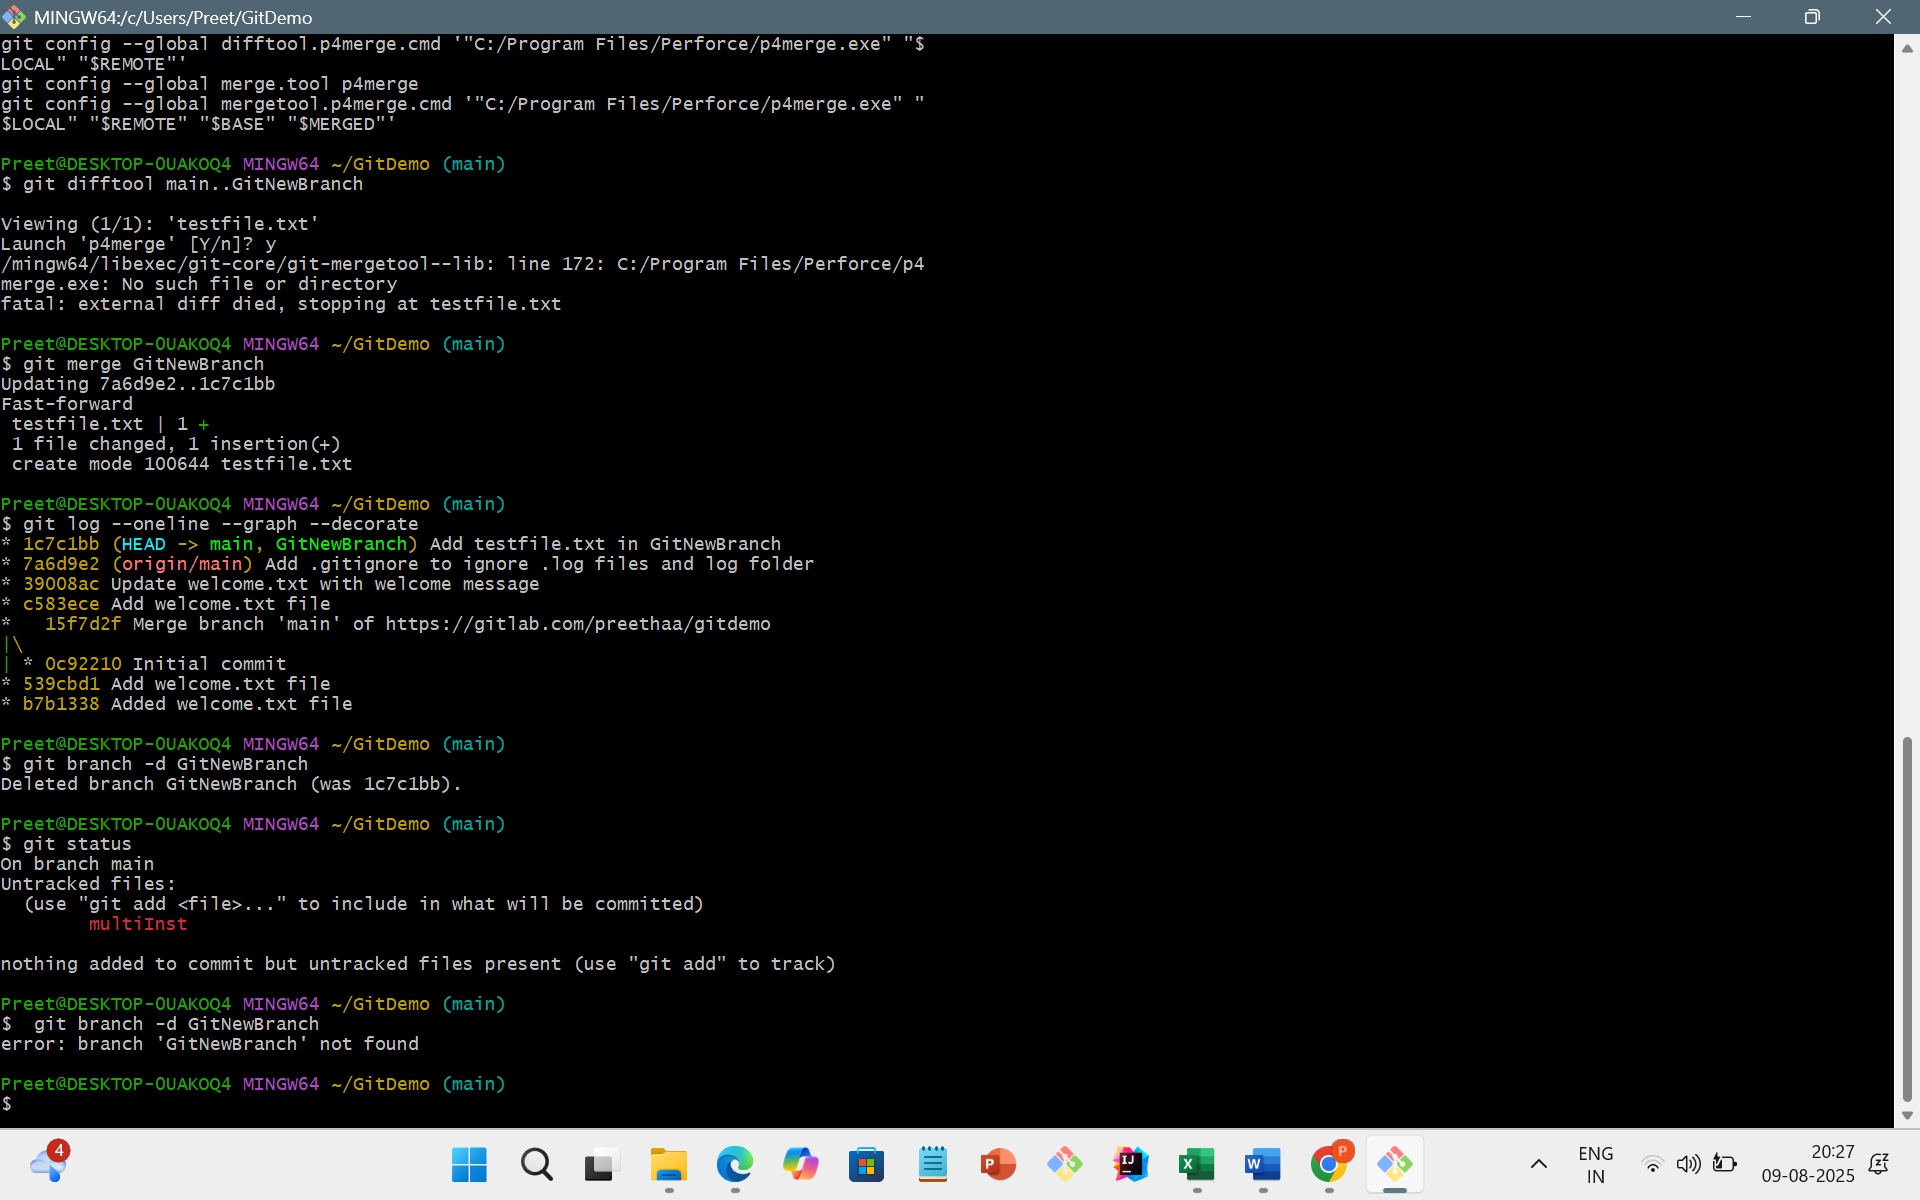 MINGW64:/c/Users/Preet/GitDemo
git config --global difftool.p4merge.cmd '"C:/Program Files/Perforce/p4merge.exe" "$
LOCAL" "$REMOTE"'
git config --global merge.tool p4merge
git config --global mergetool.p4merge.cmd '"C:/Program Files/Perforce/p4merge.exe" "
$LOCAL" "$REMOTE" "$BASE" "$MERGED"'
Preet@DESKTOP-0UAKOQ4 MINGW64 ~/GitDemo (main)
$ git difftool main..GitNewBranch
Viewing (1/1): 'testfile.txt'
Launch 'p4merge' [Y/n]? y
/mingw64/libexec/git-core/git-mergetool--lib: line 172: C:/Program Files/Perforce/p4
merge.exe: No such file or directory
fatal: external diff died, stopping at testfile.txt
Preet@DESKTOP-0UAKOQ4 MINGW64 ~/GitDemo (main)
$ git merge GitNewBranch
Updating 7a6d9e2..1c7c1bb
Fast-forward
 testfile.txt | 1 +
 1 file changed, 1 insertion(+)
 create mode 100644 testfile.txt
Preet@DESKTOP-0UAKOQ4 MINGW64 ~/GitDemo (main)
$ git log --oneline --graph --decorate
* 1c7c1bb (HEAD -> main, GitNewBranch) Add testfile.txt in GitNewBranch
* 7a6d9e2 (origin/main) Add .gitignore to ignore .log files and log folder
* 39008ac Update welcome.txt with welcome message
* c583ece Add welcome.txt file
*   15f7d2f Merge branch 'main' of https://gitlab.com/preethaa/gitdemo
|\
| * 0c92210 Initial commit
* 539cbd1 Add welcome.txt file
* b7b1338 Added welcome.txt file
Preet@DESKTOP-0UAKOQ4 MINGW64 ~/GitDemo (main)
$ git branch -d GitNewBranch
Deleted branch GitNewBranch (was 1c7c1bb).
Preet@DESKTOP-0UAKOQ4 MINGW64 ~/GitDemo (main)
$ git status
On branch main
Untracked files:
  (use "git add <file>..." to include in what will be committed)
        multiInst
nothing added to commit but untracked files present (use "git add" to track)
Preet@DESKTOP-0UAKOQ4 MINGW64 ~/GitDemo (main)
$  git branch -d GitNewBranch
error: branch 'GitNewBranch' not found
Preet@DESKTOP-0UAKOQ4 MINGW64 ~/GitDemo (main)
$
4
P
IJ
X
W
P
ENG
IN
20:27
09-08-2025